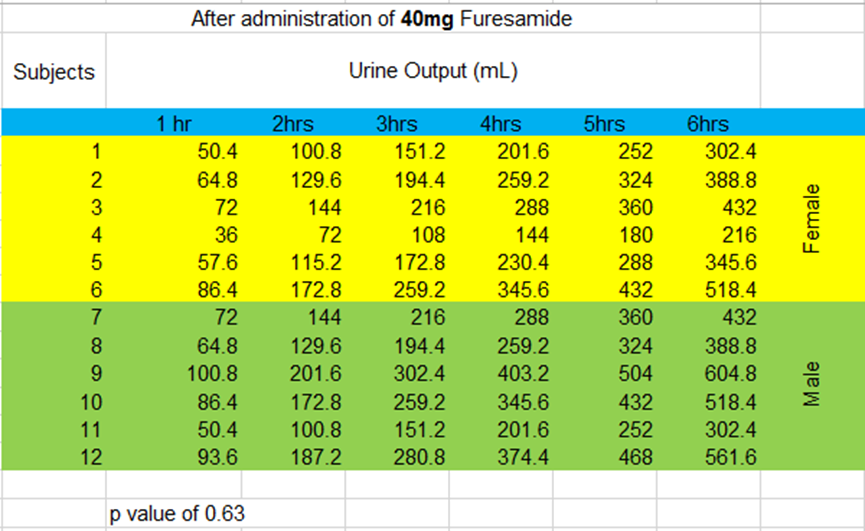 After administration of 40mg Furesamide
Subjects Urine Output (mL)
1 hr 2hrs 3hrs 4hrs 5hrs 6hrs
1 50.4 100.8 151.2 201.6 252 302.4
2 64.8 129.6 194.4 259.2 324 388.8
3 72 144 216 288 360 432
4 36 72 108 144 180 216
5 57.6 115.2 172.8 230.4 288 345.6
6 86.4 172.8 259.2 345.6 432 518.4
Female
7 72 144 216 288 360 432
8 64.8 129.6 194.4 259.2 324 388.8
9 100.8 201.6 302.4 403.2 504 604.8
10 86.4 172.8 259.2 345.6 432 518.4
11 50.4 100.8 151.2 201.6 252 302.4
12 93.6 187.2 280.8 374.4 468 561.6
Male
p value of 0.63